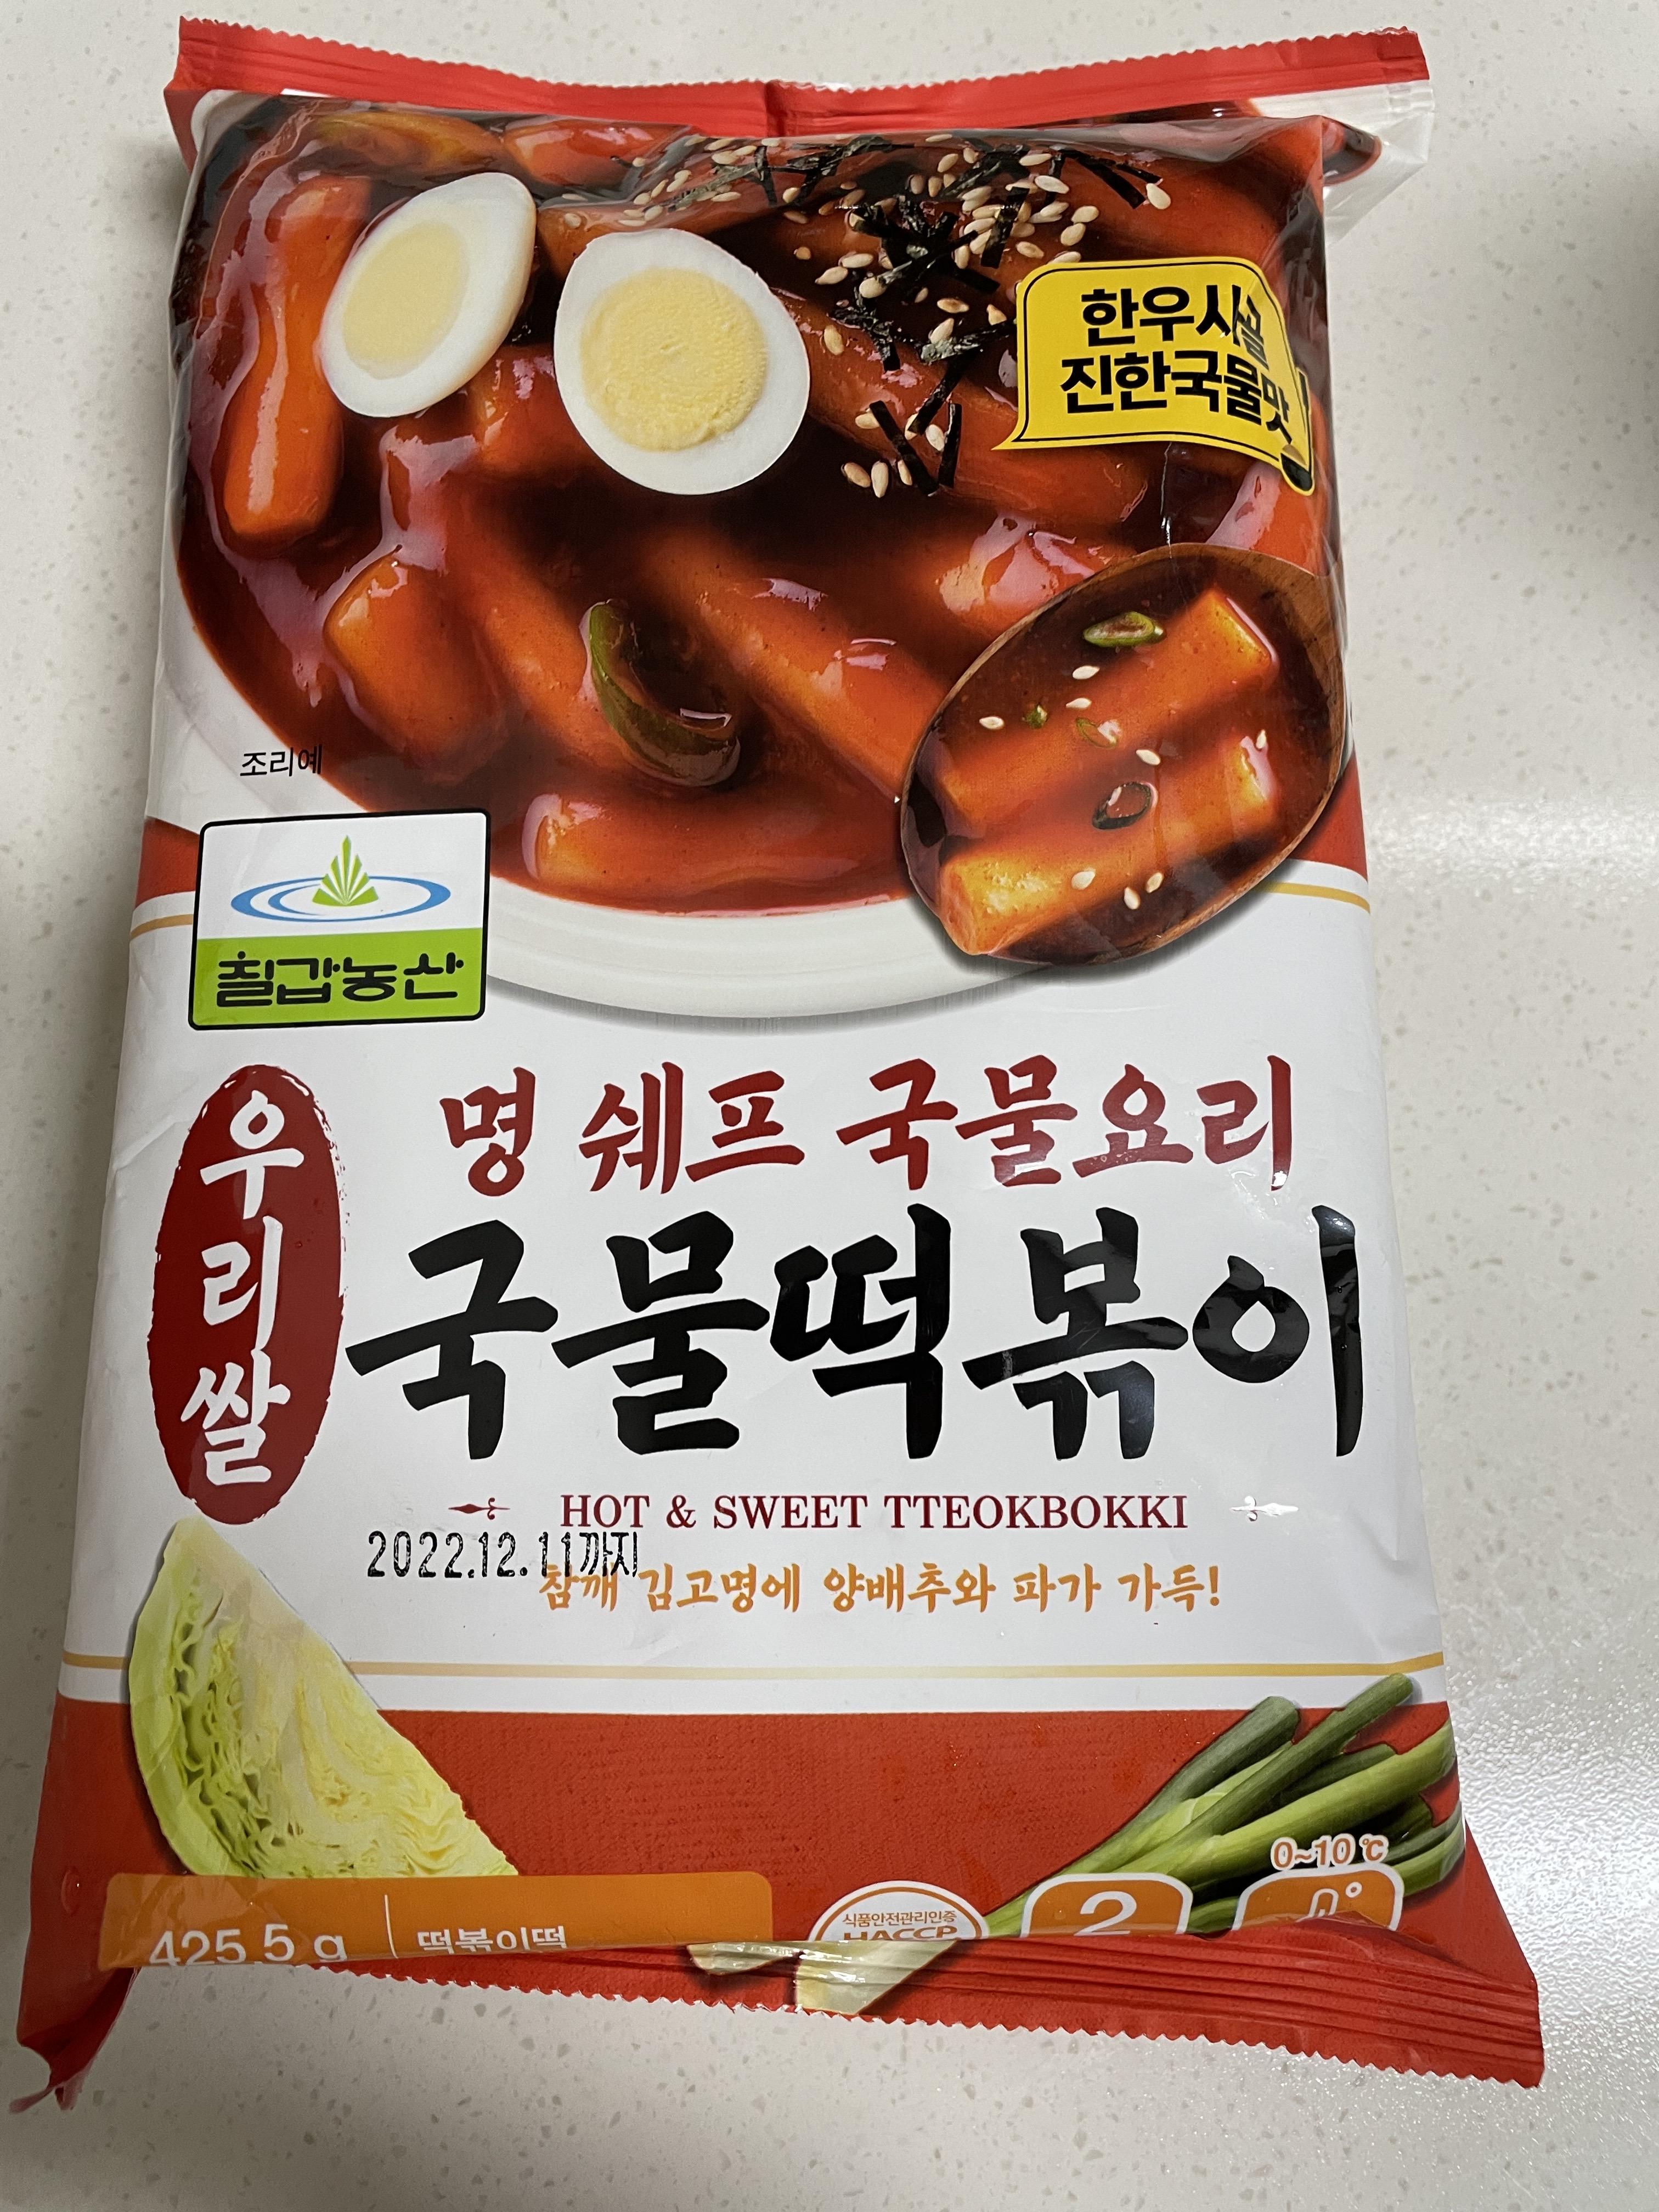 한우사골
진한국물맛
조리예
칠갑농산
우리쌀
명 쉐프 국물요리
국물떡볶이
HOT & SWEET TTEOKBOKKI
2022.12.11까지
참깨 김고명에 양배추와 파가 가득!
0~10 ℃
425.5 g
떡볶이떡
식품안전관리인증
HACCP
2